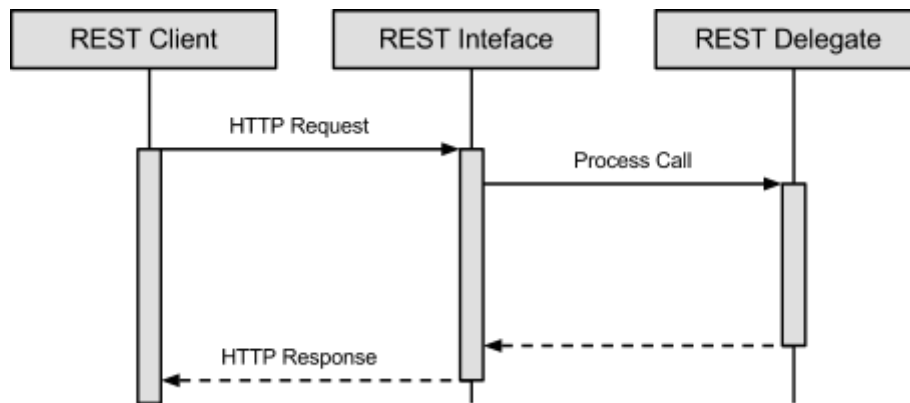 REST Client
REST Inteface
REST Delegate
HTTP Request
Process Call
HTTP Response